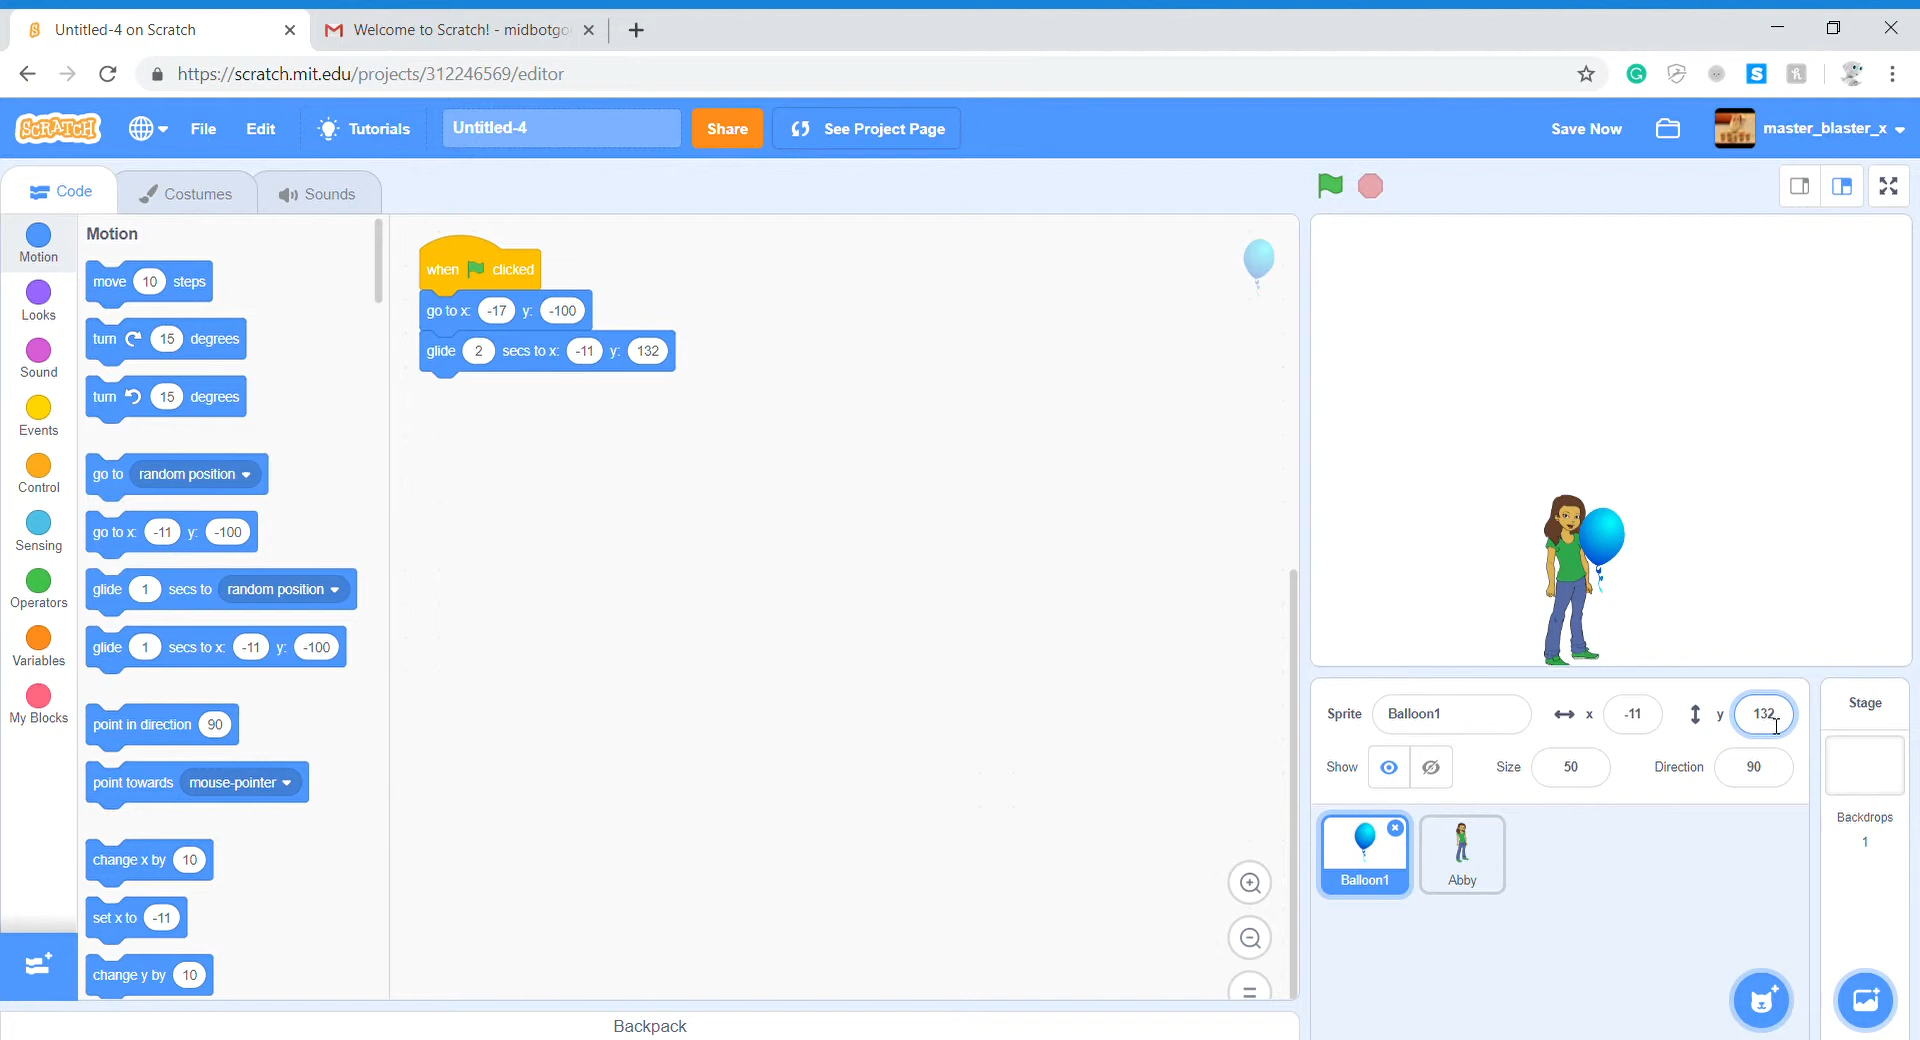 Untitled-4 on Scratch
Welcome to Scratch! - midbotgo
https://scratch.mit.edu/projects/312246569/editor
SCRATCH
File
Edit
Tutorials
Untitled-4
Share
See Project Page
Save Now
master_blaster_x
Code
Costumes
Sounds
Motion
Looks
Sound
Events
Control
Sensing
Operators
Variables
My Blocks
Motion
move 10 steps
turn 15 degrees
turn 15 degrees
go to random position
go to x: -11 y: -100
glide 1 secs to random position
glide 1 secs to x: -11 y: -100
point in direction 90
point towards mouse-pointer
change x by 10
set x to -11
change y by 10
when clicked
go to x: -17 y: -100
glide 2 secs to x: -11 y: 132
Backpack
Sprite Balloon1 x -11 y 132
Show Size 50 Direction 90
Balloon1
Abby
Stage
Backdrops
1